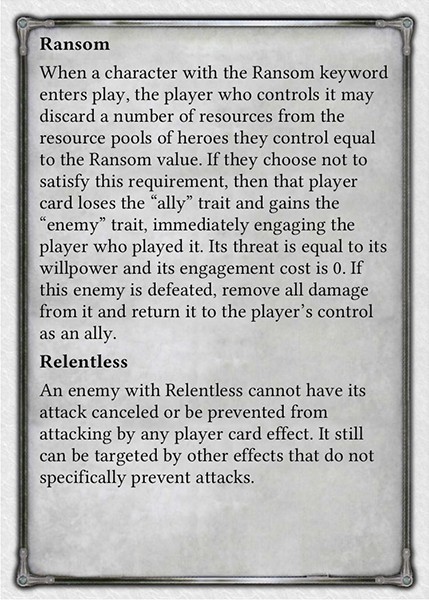 Ransom
When a character with the Ransom keyword
enters play, the player who controls it may
discard a number of resources from the
resource pools of heroes they control equal
to the Ransom value. If they choose not to
satisfy this requirement, then that player
card loses the “ally” trait and gains the
“enemy” trait, immediately engaging the
player who played it. Its threat is equal to its
willpower and its engagement cost is 0. If
this enemy is defeated, remove all damage
from it and return it to the player’s control
as an ally.
Relentless
An enemy with Relentless cannot have its
attack canceled or be prevented from
attacking by any player card effect. It still
can be targeted by other effects that do not
specifically prevent attacks.